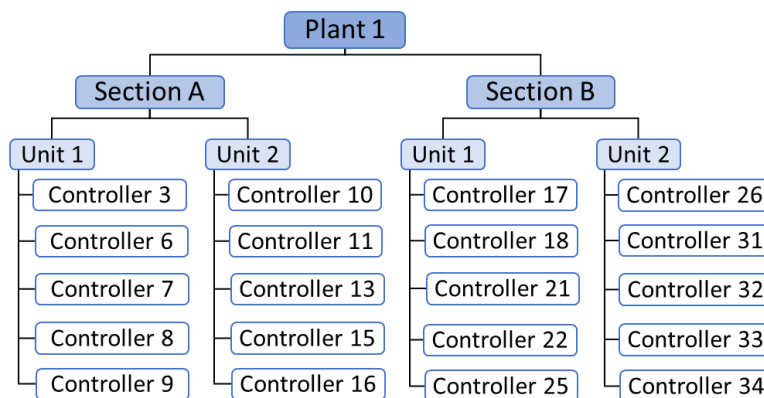 Plant 1
Section A
Section B
Unit 1
Unit 2
Unit 1
Unit 2
Controller 3
Controller 10
Controller 17
Controller 26
Controller 6
Controller 11
Controller 18
Controller 31
Controller 7
Controller 13
Controller 21
Controller 32
Controller 8
Controller 15
Controller 22
Controller 33
Controller 9
Controller 16
Controller 25
Controller 34